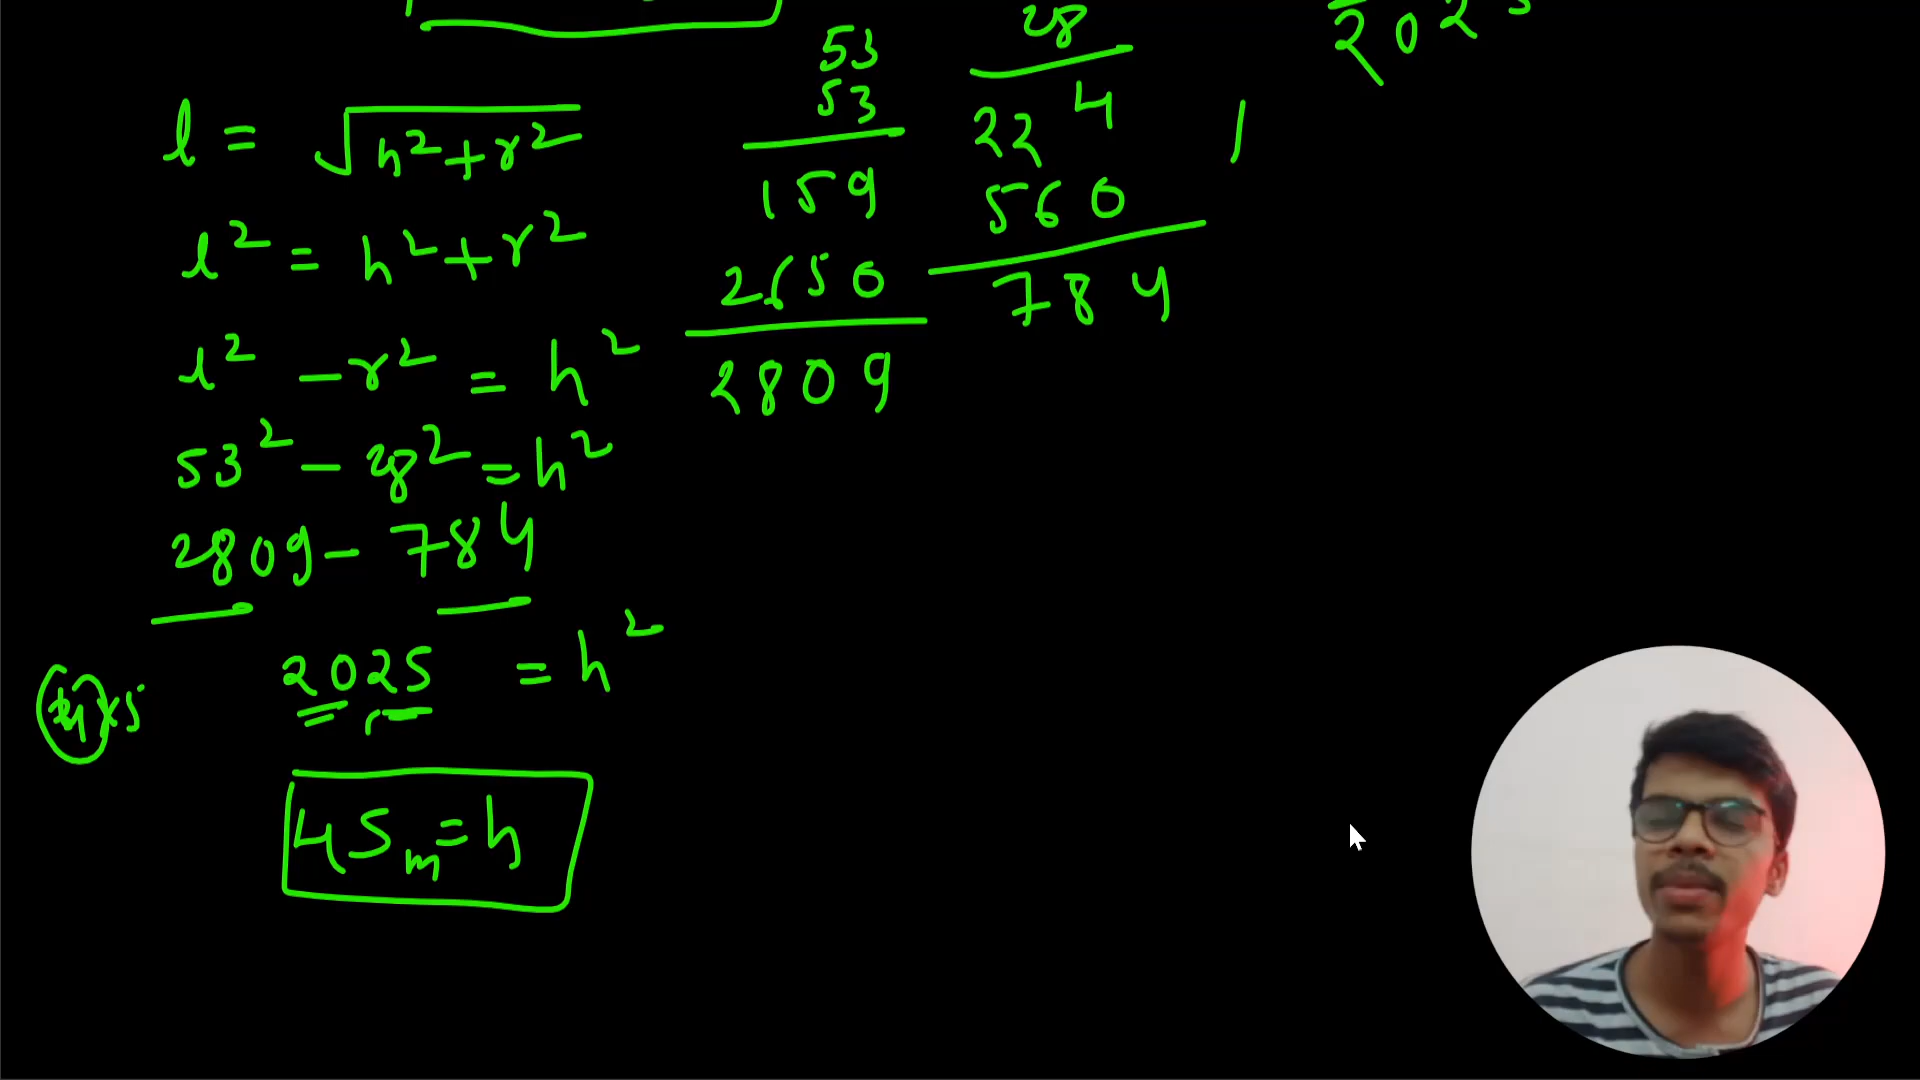 l = √h²+r²
l² = h²+r²
l² − r² = h²
53² − 28² = h²
2809 − 784
2025 = h²
×5
45m = h
53
53
159
2650
2809
28
224
560
784